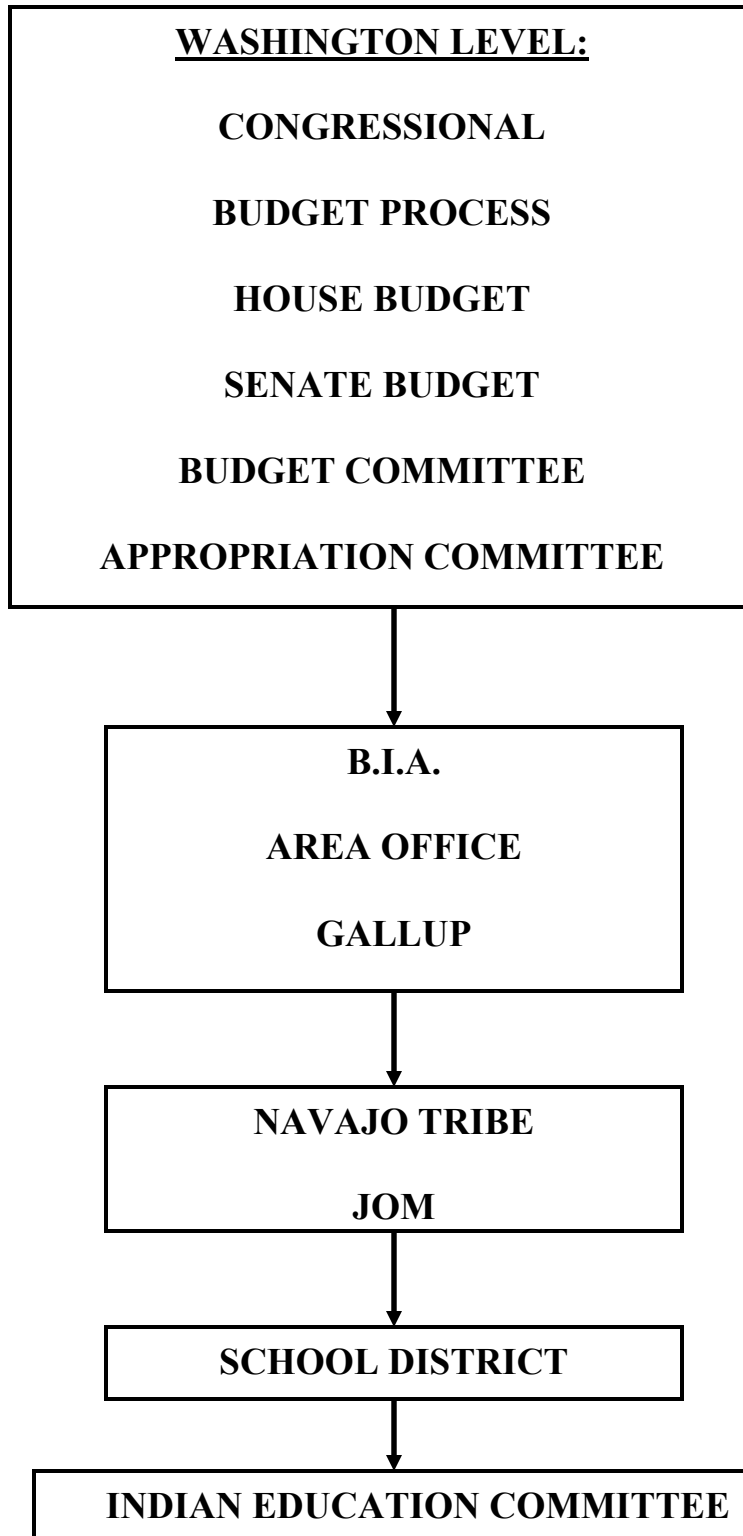 WASHINGTON LEVEL:
CONGRESSIONAL
BUDGET PROCESS
HOUSE BUDGET
SENATE BUDGET
BUDGET COMMITTEE
APPROPRIATION COMMITTEE
B.I.A.
AREA OFFICE
GALLUP
NAVAJO TRIBE
JOM
SCHOOL DISTRICT
INDIAN EDUCATION COMMITTEE